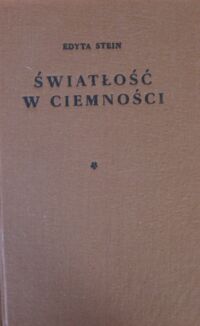 EDYTA STEIN
ŚWIATŁOŚĆ
W CIEMNOŚCI